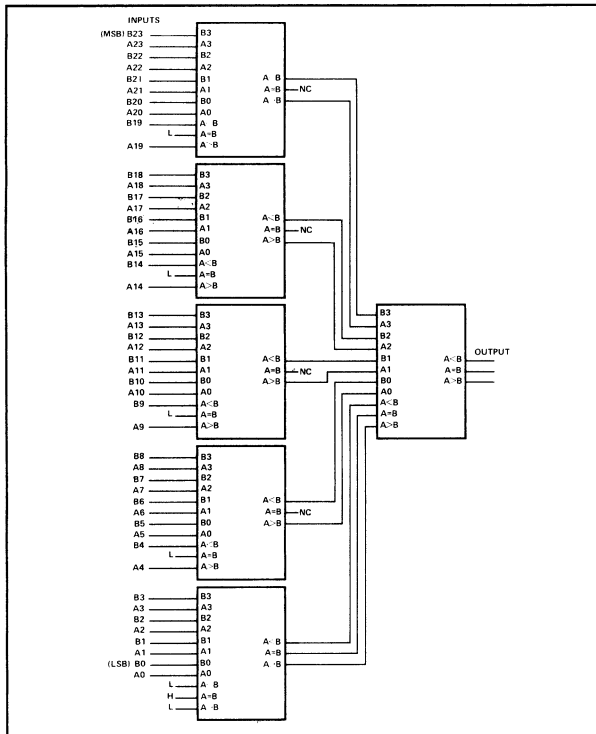 INPUTS
(MSB) B23 B3
A23 A3
B22 B2
A22 A2
B21 B1 A B
A21 A1 A=B NC
B20 B0 A B
A20 A0
B19 A B
L A=B
A19 A>B
B18 B3
A18 A3
B17 B2
A17 A2
B16 B1 A<B
A16 A1 A=B NC
B15 B0 A>B
A15 A0
B14 A<B
L A=B
A14 A>B
B13 B3
A13 A3
B12 B2
A12 A2
B11 B1 A<B
A11 A1 A=B NC
B10 B0 A>B
A10 A0
B9 A<B
L A=B
A9 A>B
B3
A3
B2
A2
B1 A<B OUTPUT
A1 A=B
B0 A>B
A0
A<B
A=B
A>B
B8 B3
A8 A3
B7 B2
A7 A2
B6 B1 A<B
A6 A1 A=B NC
B5 B0 A>B
A5 A0
B4 A<B
L A=B
A4 A>B
B3 B3
A3 A3
B2 B2
A2 A2
B1 B1 A B
A1 A1 A=B
(LSB) B0 B0 A B
A0 A0
L A B
H A=B
L A B